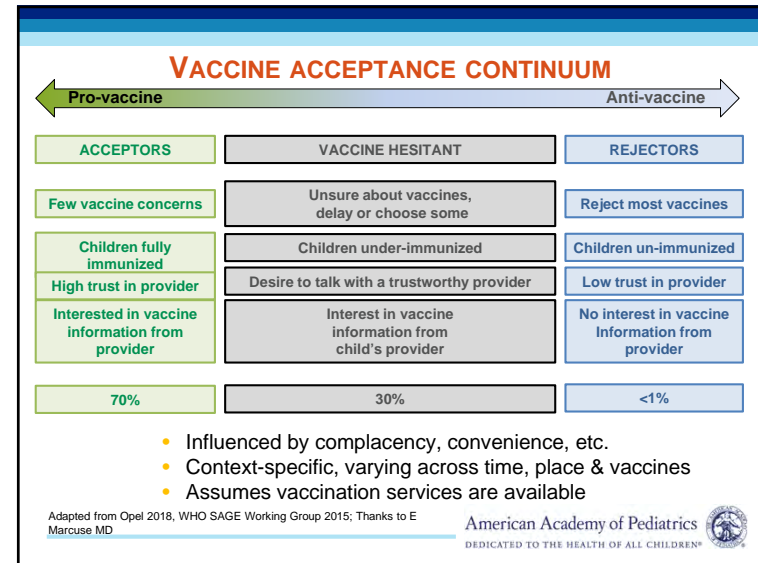 VACCINE ACCEPTANCE CONTINUUM
Pro-vaccine
Anti-vaccine
ACCEPTORS
VACCINE HESITANT
REJECTORS
Few vaccine concerns
Unsure about vaccines,
delay or choose some
Reject most vaccines
Children fully
immunized
Children under-immunized
Children un-immunized
High trust in provider
Desire to talk with a trustworthy provider
Low trust in provider
Interested in vaccine
information from
provider
Interest in vaccine
information from
child's provider
No interest in vaccine
Information from
provider
70%
30%
<1%
• Influenced by complacency, convenience, etc.
• Context-specific, varying across time, place & vaccines
• Assumes vaccination services are available
Adapted from Opel 2018, WHO SAGE Working Group 2015; Thanks to E
Marcuse MD
American Academy of Pediatrics
DEDICATED TO THE HEALTH OF ALL CHILDREN®